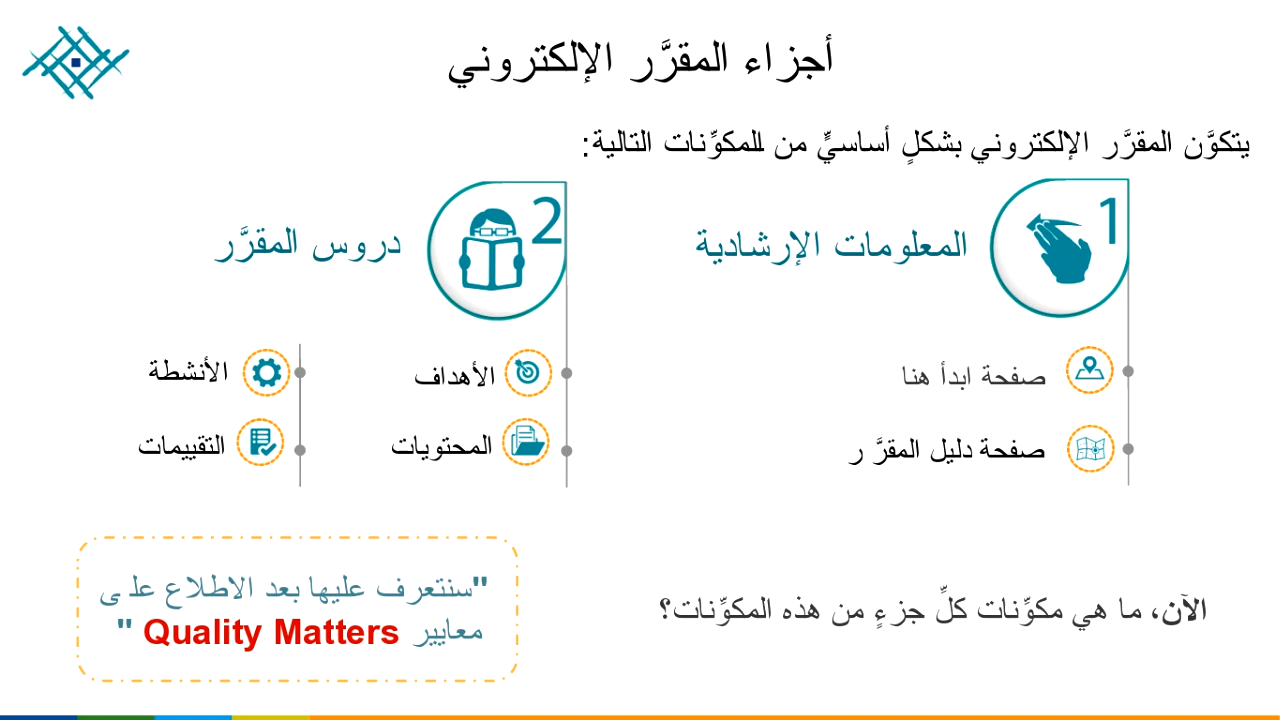 أجزاء المقرَّر الإلكتروني
يتكوَّن المقرَّر الإلكتروني بشكلٍ أساسيٍّ من المكوِّنات التالية:
1
المعلومات الإرشادية
صفحة ابدأ هنا
صفحة دليل المقرَّر
2
دروس المقرَّر
الأهداف
المحتويات
الأنشطة
التقييمات
الآن، ما هي مكوِّنات كلِّ جزءٍ من هذه المكوِّنات؟
"سنتعرف عليها بعد الاطلاع على
معايير Quality Matters "